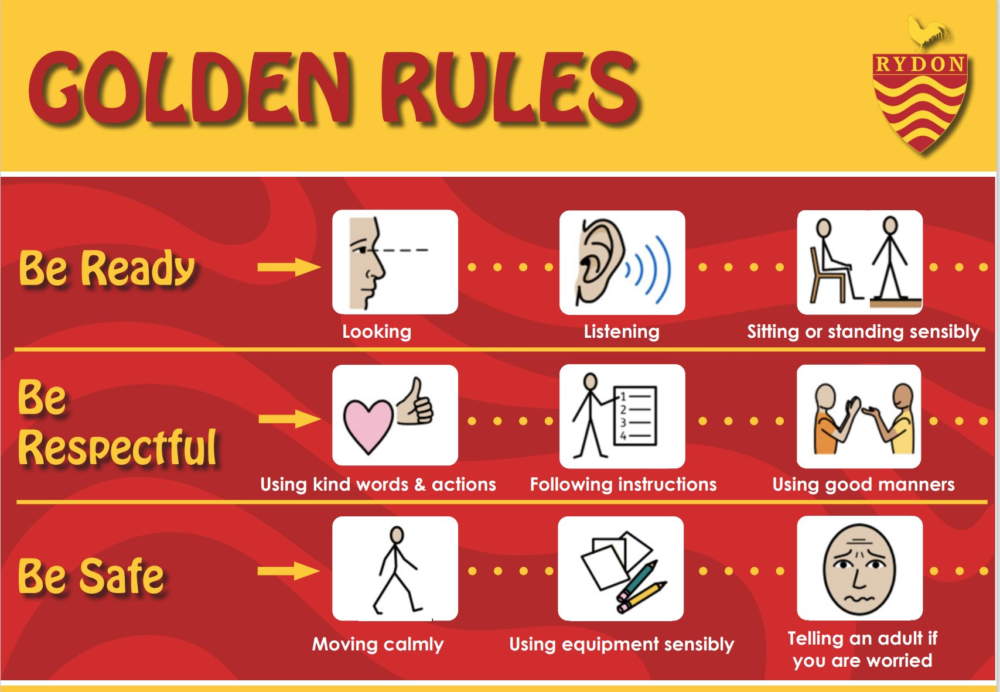 GOLDEN RULES
RYDON
Be Ready
Looking
Listening
Sitting or standing sensibly
Be
Respectful
1
2
3
4
Using kind words & actions
Following instructions
Using good manners
Be Safe
Moving calmly
Using equipment sensibly
Telling an adult if
you are worried